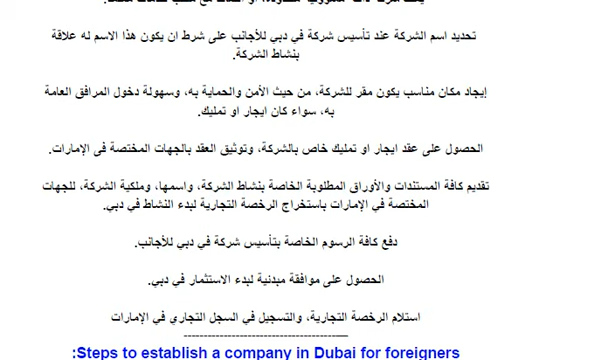 تحديد اسم الشركة عند تأسيس شركة في دبي للأجانب على شرط ان يكون هذا الاسم له علاقة
بنشاط الشركة.
إيجاد مكان مناسب يكون مقر للشركة، من حيث الأمن والحماية به، وسهولة دخول المرافق العامة
به، سواء كان ايجار او تمليك.
الحصول على عقد ايجار او تمليك خاص بالشركة، وتوثيق العقد بالجهات المختصة في الإمارات.
تقديم كافة المستندات والأوراق المطلوبة الخاصة بنشاط الشركة، واسمها، وملكية الشركة، للجهات
المختصة في الإمارات باستخراج الرخصة التجارية لبدء النشاط في دبي.
دفع كافة الرسوم الخاصة بتأسيس شركة في دبي للأجانب.
الحصول على موافقة مبدئية لبدء الاستثمار في دبي.
استلام الرخصة التجارية، والتسجيل في السجل التجاري في الإمارات
----------------------------------------
:Steps to establish a company in Dubai for foreigners